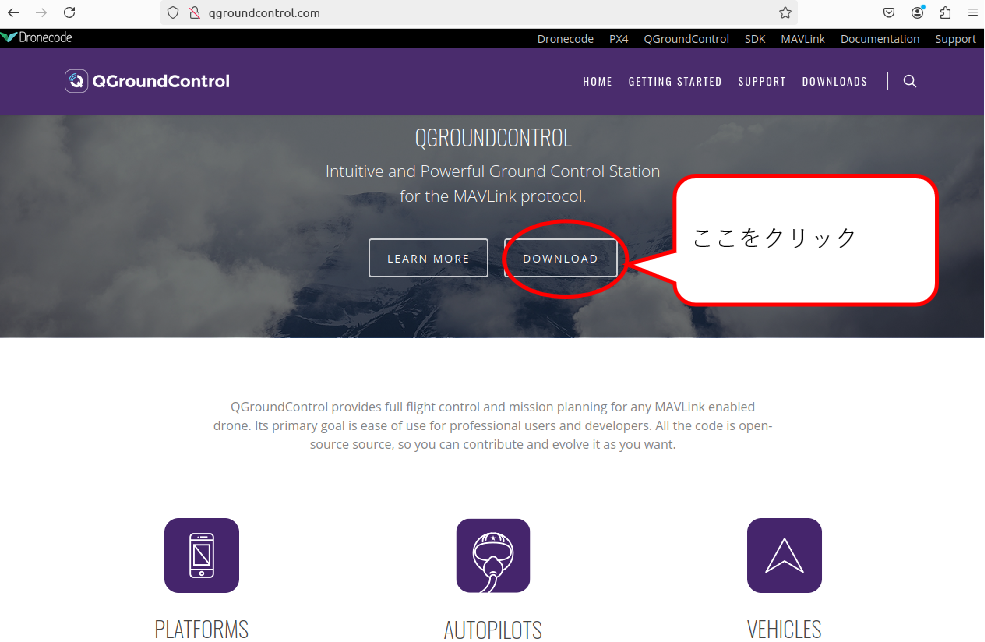 qgroundcontrol.com
Dronecode
Dronecode PX4 QGroundControl SDK MAVLink Documentation Support
QGroundControl
HOME GETTING STARTED SUPPORT DOWNLOADS
QGROUNDCONTROL
Intuitive and Powerful Ground Control Station
for the MAVLink protocol.
LEARN MORE
DOWNLOAD
ここをクリック
QGroundControl provides full flight control and mission planning for any MAVLink enabled
drone. Its primary goal is ease of use for professional users and developers. All the code is open-
source source, so you can contribute and evolve it as you want.
PLATFORMS
AUTOPILOTS
VEHICLES